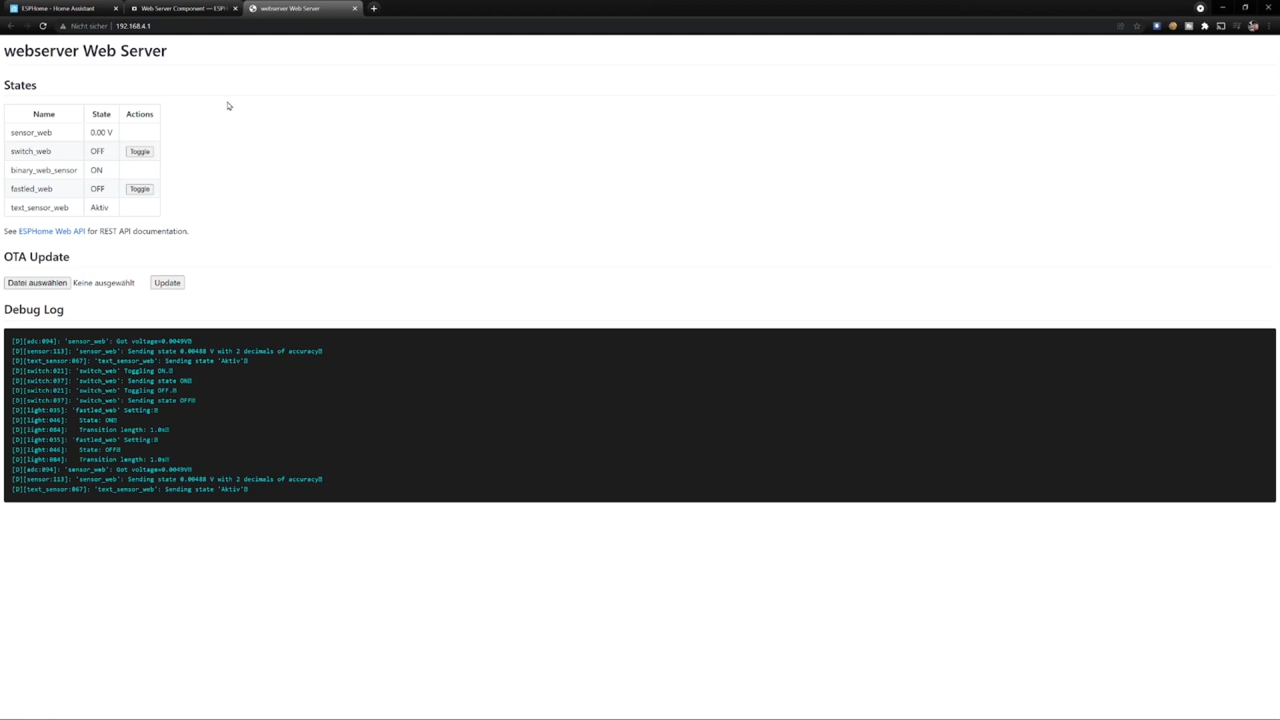 ESPHome - Home Assistant
Web Server Component — ESPH
webserver Web Server
Nicht sicher
192.168.4.1
webserver Web Server
States
Name State Actions
sensor_web 0.00 V
switch_web OFF Toggle
binary_web_sensor ON
fastled_web OFF Toggle
text_sensor_web Aktiv
See ESPHome Web API for REST API documentation.
OTA Update
Datei auswählen Keine ausgewählt Update
Debug Log
[D][adc:094]: 'sensor_web': Got voltage=0.0049V
[D][sensor:113]: 'sensor_web': Sending state 0.00488 V with 2 decimals of accuracy
[D][text_sensor:067]: 'text_sensor_web': Sending state 'Aktiv'
[D][switch:021]: 'switch_web' Toggling ON.
[D][switch:037]: 'switch_web': Sending state ON
[D][switch:021]: 'switch_web' Toggling OFF.
[D][switch:037]: 'switch_web': Sending state OFF
[D][light:035]: 'fastled_web' Setting:
[D][light:046]:   State: ON
[D][light:084]:   Transition length: 1.0s
[D][light:035]: 'fastled_web' Setting:
[D][light:046]:   State: OFF
[D][light:084]:   Transition length: 1.0s
[D][adc:094]: 'sensor_web': Got voltage=0.0049V
[D][sensor:113]: 'sensor_web': Sending state 0.00488 V with 2 decimals of accuracy
[D][text_sensor:067]: 'text_sensor_web': Sending state 'Aktiv'